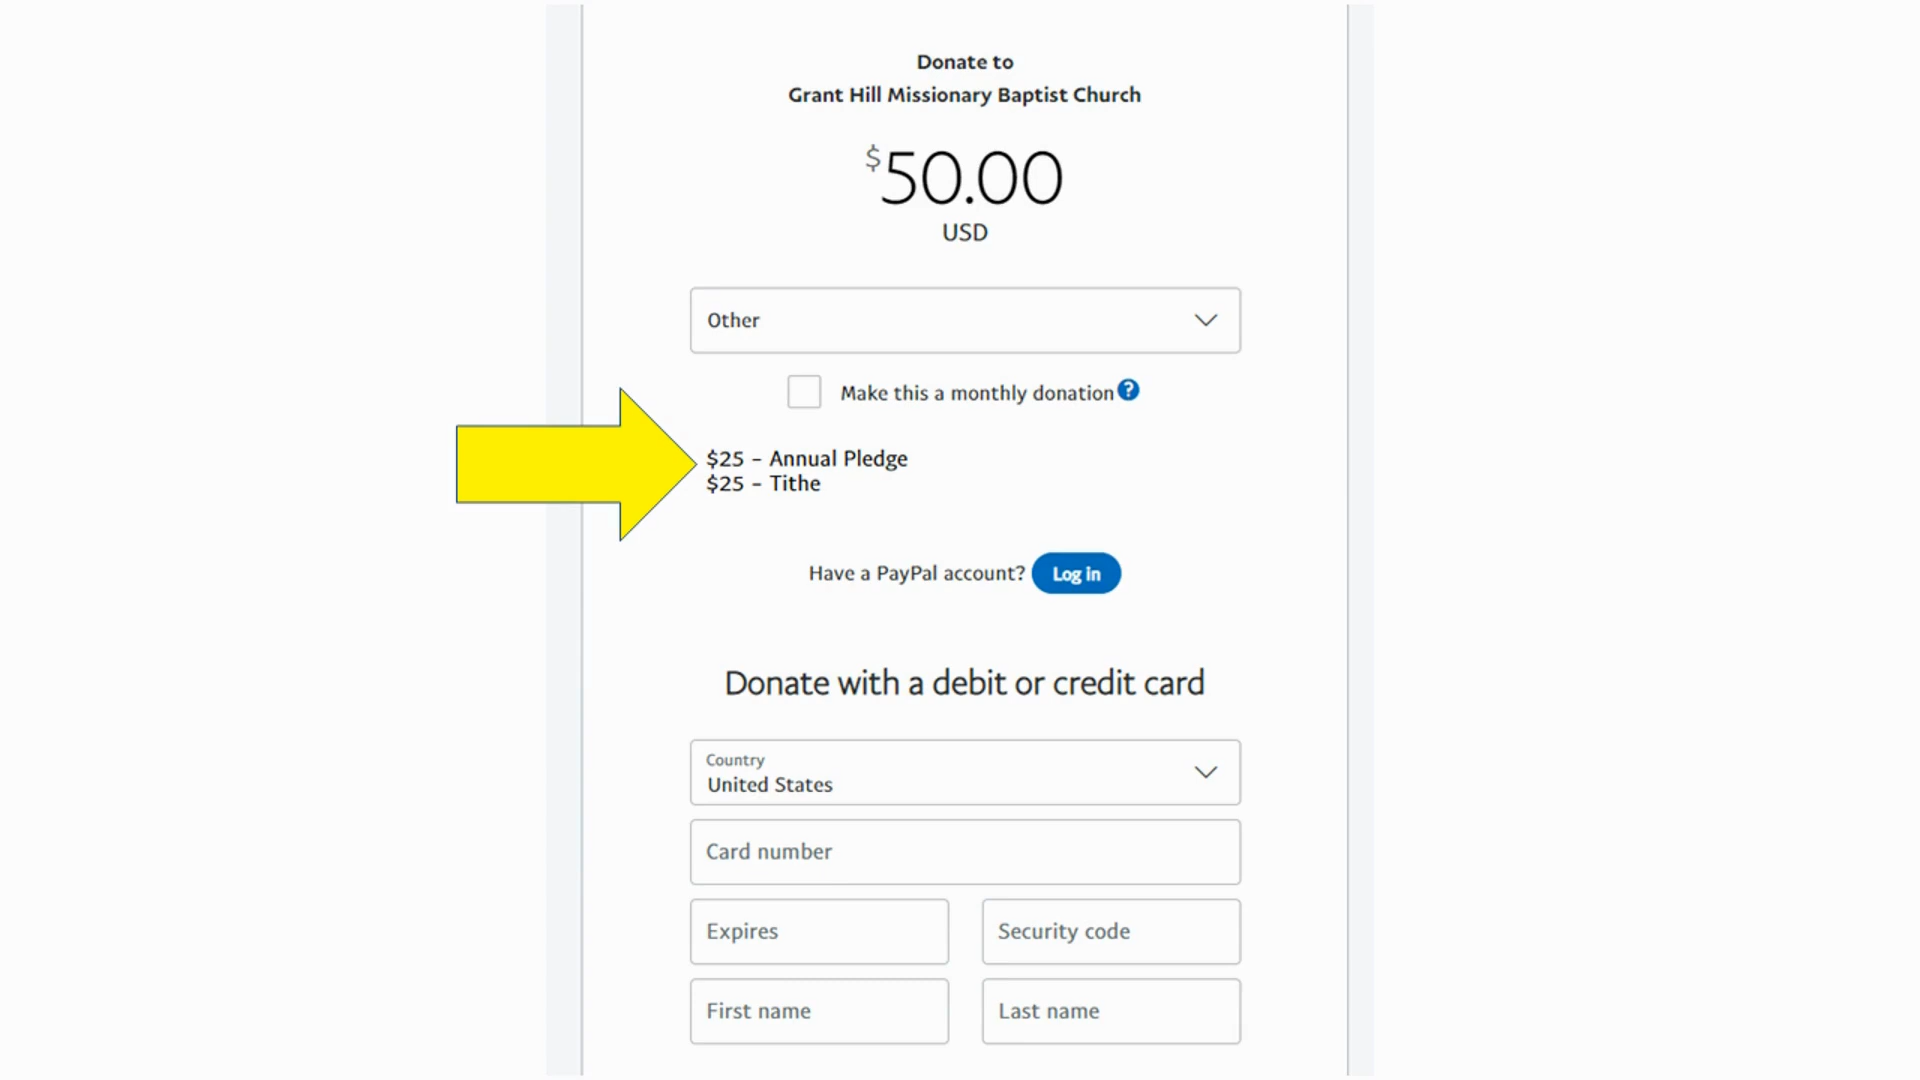 Donate to
Grant Hill Missionary Baptist Church
$50.00
USD
Other
Make this a monthly donation ?
$25 – Annual Pledge
$25 – Tithe
Have a PayPal account? Log in
Donate with a debit or credit card
Country
United States
Card number
Expires Security code
First name Last name